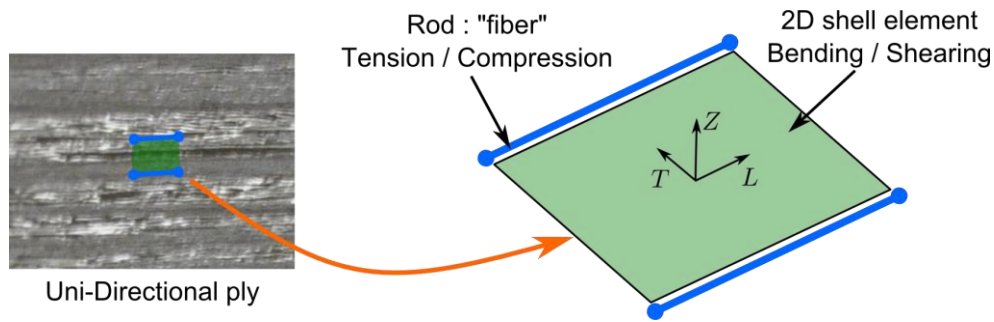 Rod : "fiber"
Tension / Compression
2D shell element
Bending / Shearing
Z
T
L
Uni-Directional ply